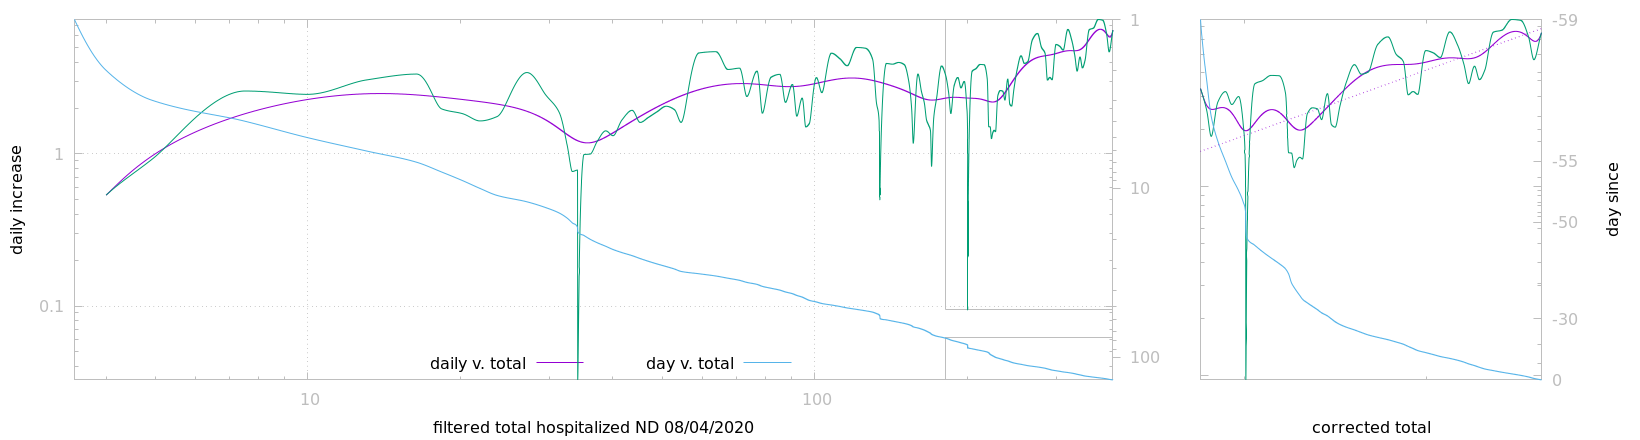 daily increase
1
0.1
10
100
1
10
100
daily v. total
day v. total
filtered total hospitalized ND 08/04/2020
-59
-55
-50
-30
0
day since
corrected total